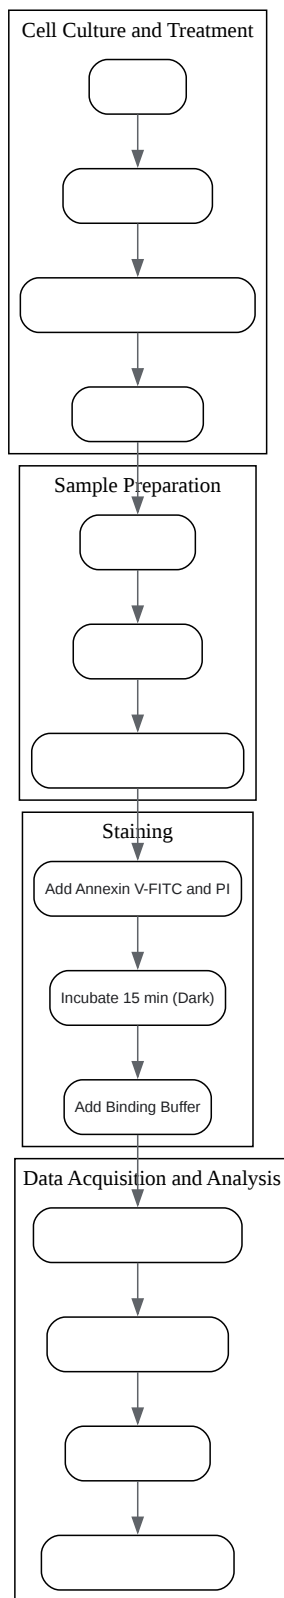 Cell Culture and Treatment
Sample Preparation
Staining
Add Annexin V-FITC and PI
Incubate 15 min (Dark)
Add Binding Buffer
Data Acquisition and Analysis